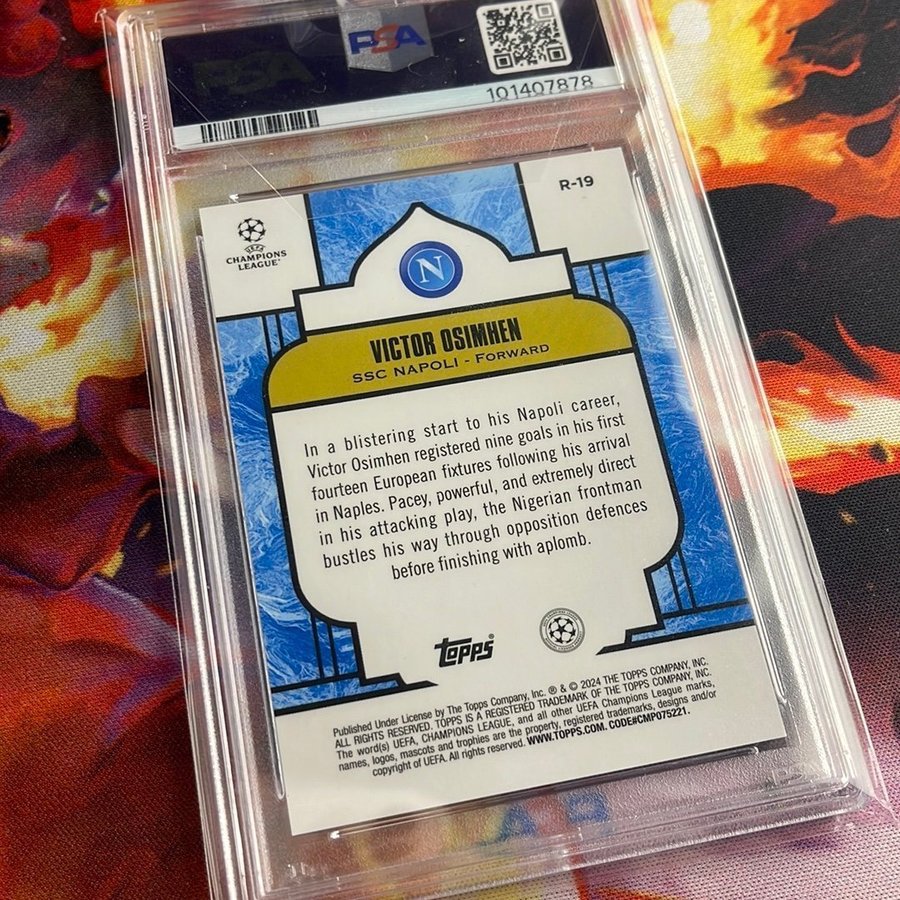 PSA
101407878
R-19
UEFA
CHAMPIONS
LEAGUE
N
VICTOR OSIMHEN
SSC NAPOLI - FORWARD
In a blistering start to his Napoli career,
Victor Osimhen registered nine goals in his first
fourteen European fixtures following his arrival
in Naples. Pacey, powerful, and extremely direct
in his attacking play, the Nigerian frontman
bustles his way through opposition defences
before finishing with aplomb.
topps®
Published Under License by The Topps Company, Inc. ® & © 2024 THE TOPPS COMPANY, INC.
ALL RIGHTS RESERVED. TOPPS IS A REGISTERED TRADEMARK OF THE TOPPS COMPANY, INC.
The word(s) UEFA, CHAMPIONS LEAGUE, and all other UEFA Champions League marks,
names, logos, mascots and trophies are the property, registered trademarks, designs and/or
copyright of UEFA. All rights reserved. WWW.TOPPS.COM. CODE#CMP075221.